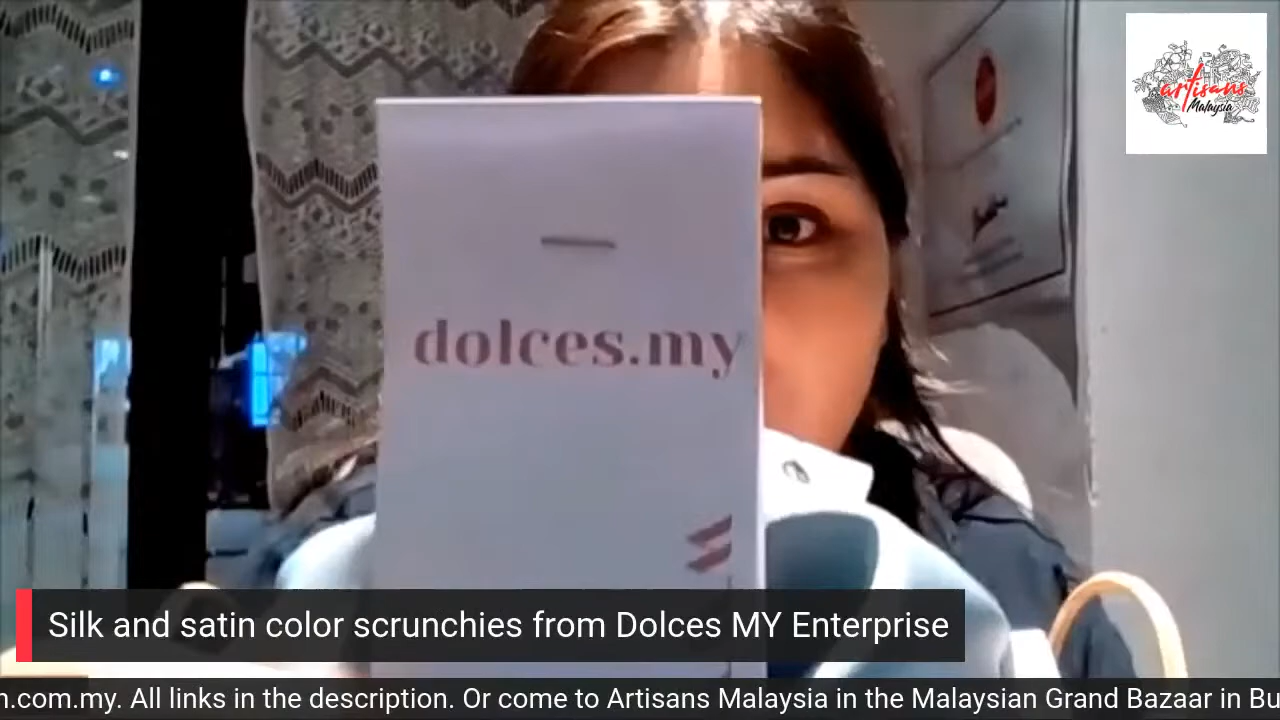 artisans
Malaysia
dolces.my
Silk and satin color scrunchies from Dolces MY Enterprise
n.com.my. All links in the description. Or come to Artisans Malaysia in the Malaysian Grand Bazaar in Bu